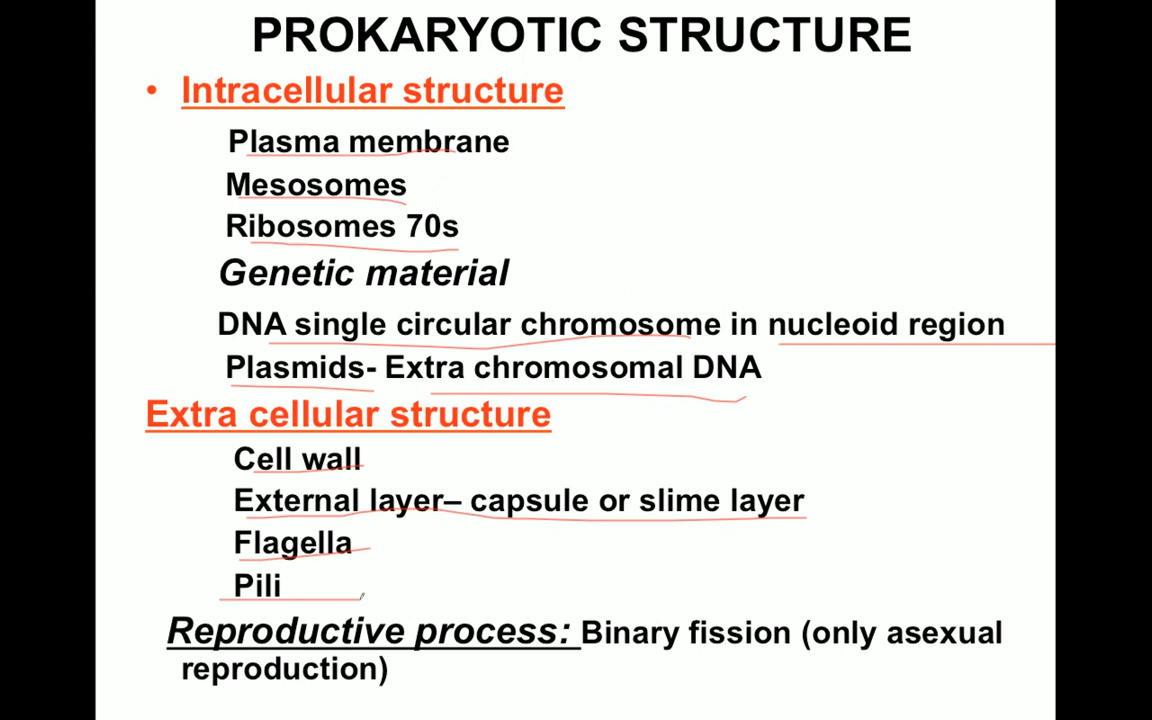 PROKARYOTIC STRUCTURE
• Intracellular structure
Plasma membrane
Mesosomes
Ribosomes 70s
Genetic material
DNA single circular chromosome in nucleoid region
Plasmids- Extra chromosomal DNA
Extra cellular structure
Cell wall
External layer– capsule or slime layer
Flagella
Pili
Reproductive process: Binary fission (only asexual
reproduction)